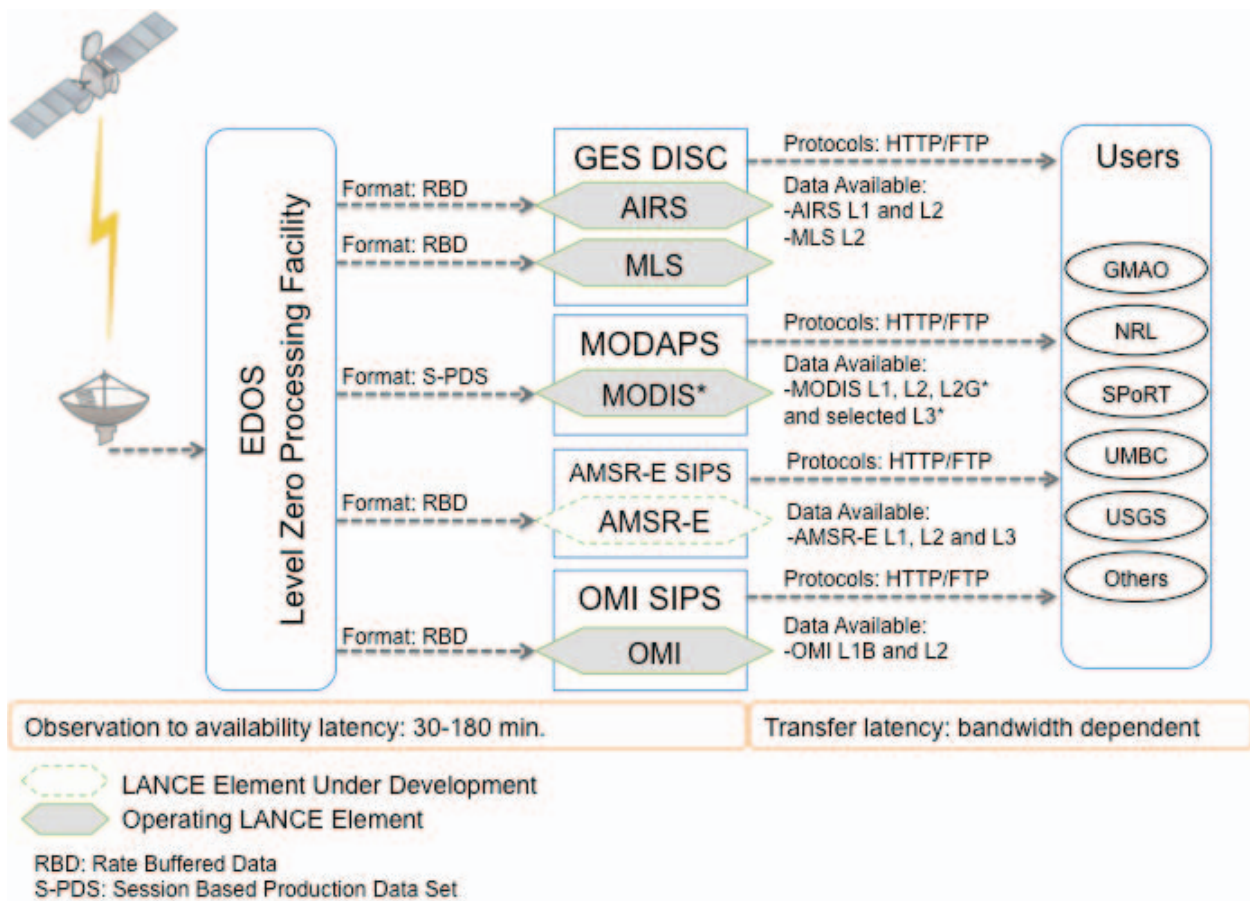 EDOS
Level Zero Processing Facility
Format: RBD
Format: RBD
Format: S-PDS
Format: RBD
Format: RBD
GES DISC
AIRS
MLS
MODAPS
MODIS*
AMSR-E SIPS
AMSR-E
OMI SIPS
OMI
Protocols: HTTP/FTP
Data Available:
-AIRS L1 and L2
-MLS L2
Protocols: HTTP/FTP
Data Available:
-MODIS L1, L2, L2G*
and selected L3*
Protocols: HTTP/FTP
Data Available:
-AMSR-E L1, L2 and L3
Protocols: HTTP/FTP
Data Available:
-OMI L1B and L2
Users
GMAO
NRL
SPoRT
UMBC
USGS
Others
Observation to availability latency: 30-180 min.
Transfer latency: bandwidth dependent
LANCE Element Under Development
Operating LANCE Element
RBD: Rate Buffered Data
S-PDS: Session Based Production Data Set